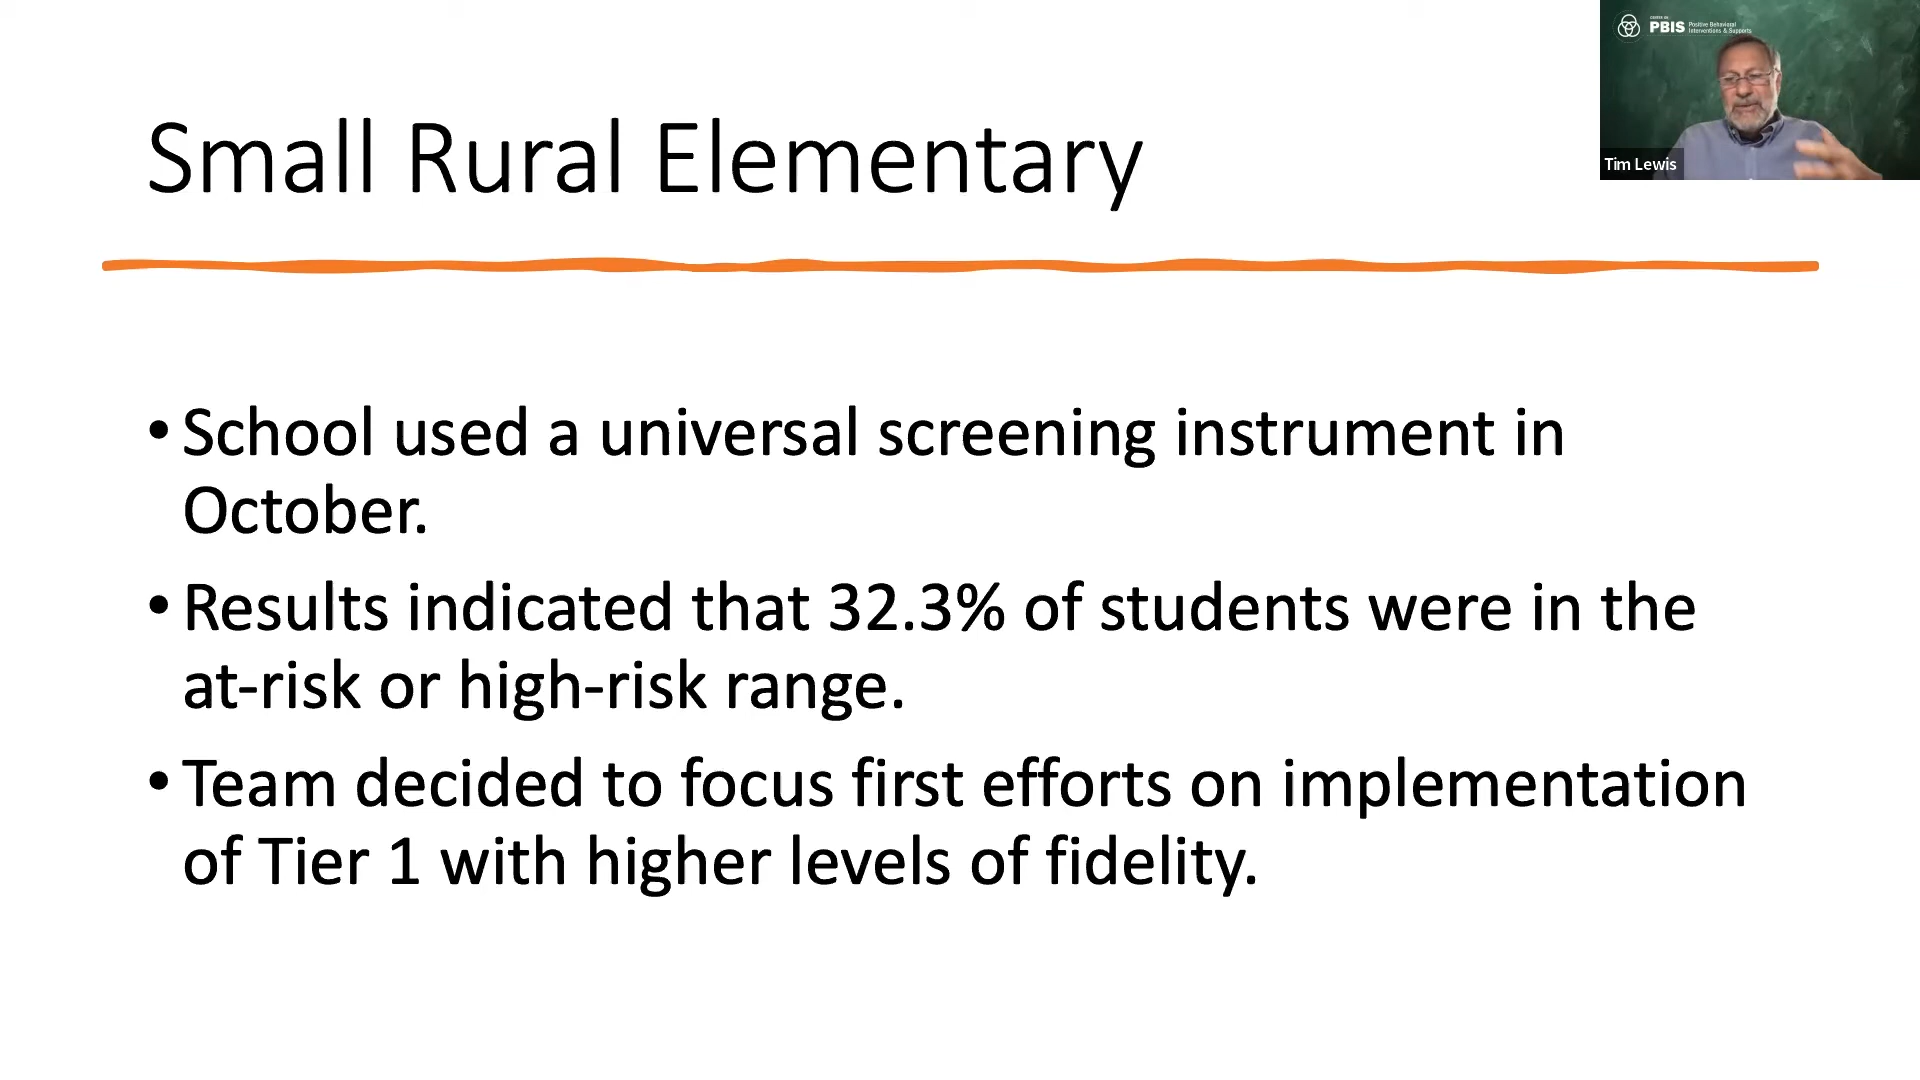 Small Rural Elementary
• School used a universal screening instrument in
October.
• Results indicated that 32.3% of students were in the
at-risk or high-risk range.
• Team decided to focus first efforts on implementation
of Tier 1 with higher levels of fidelity.
CENTER ON
PBIS
Positive Behavioral
Interventions & Supports
Tim Lewis